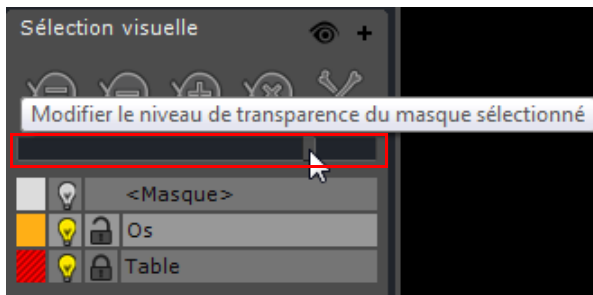 Sélection visuelle
Modifier le niveau de transparence du masque sélectionné
<Masque>
Os
Table